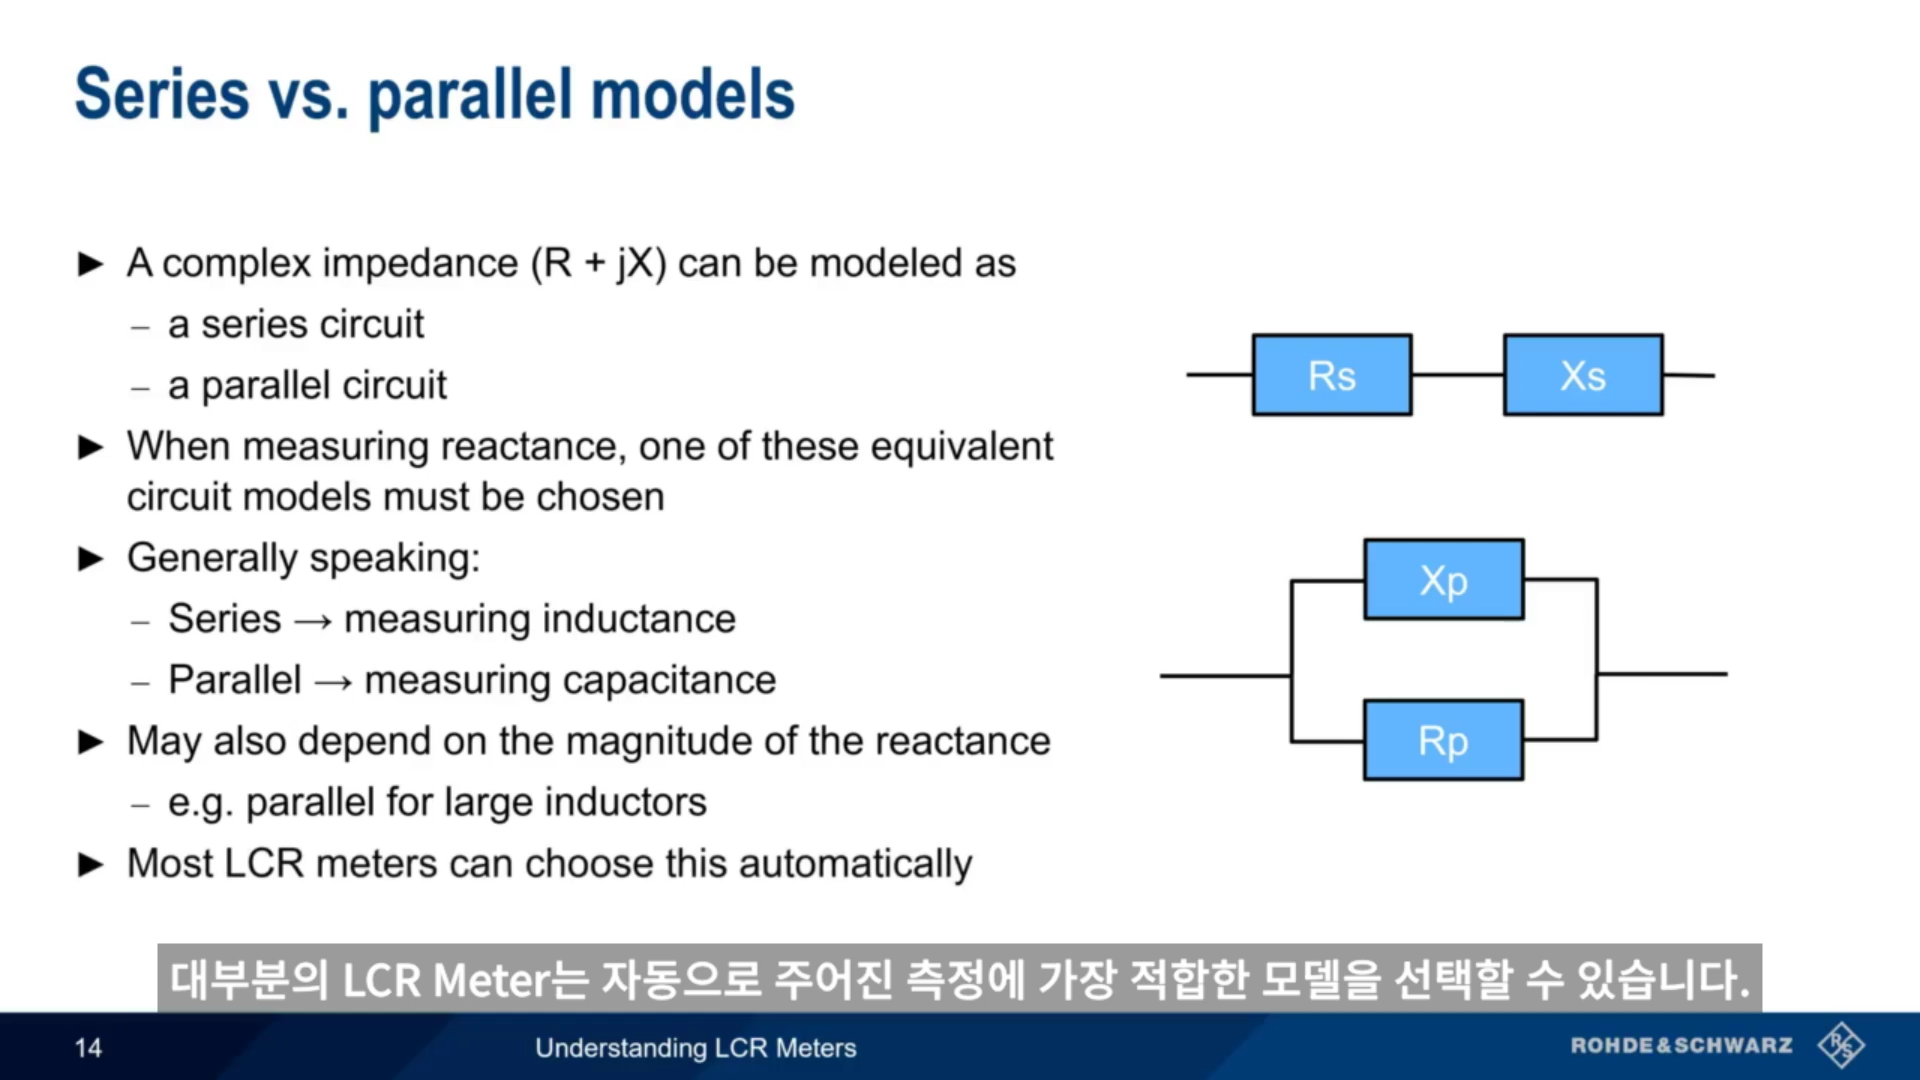 Series vs. parallel models
► A complex impedance (R + jX) can be modeled as
– a series circuit
– a parallel circuit
► When measuring reactance, one of these equivalent
circuit models must be chosen
► Generally speaking:
– Series → measuring inductance
– Parallel → measuring capacitance
► May also depend on the magnitude of the reactance
– e.g. parallel for large inductors
► Most LCR meters can choose this automatically
Rs
Xs
Xp
Rp
대부분의 LCR Meter는 자동으로 주어진 측정에 가장 적합한 모델을 선택할 수 있습니다.
14
Understanding LCR Meters
ROHDE&SCHWARZ
RS